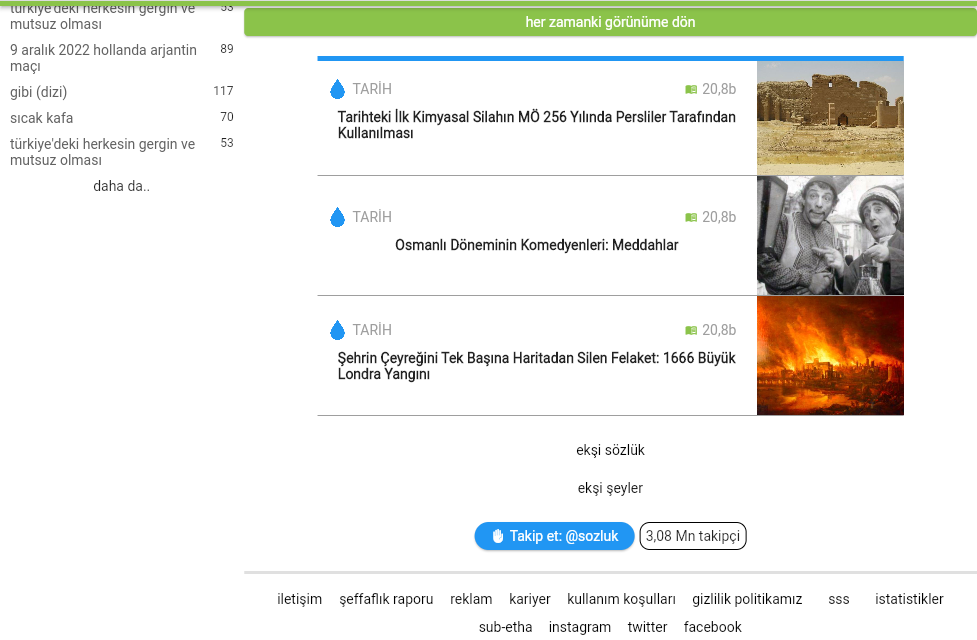 türkiye'deki herkesin gergin ve 53
mutsuz olması
9 aralık 2022 hollanda arjantin 89
maçı
gibi (dizi) 117
sıcak kafa 70
türkiye'deki herkesin gergin ve 53
mutsuz olması
daha da..
her zamanki görünüme dön
TARİH 20,8b
Tarihteki İlk Kimyasal Silahın MÖ 256 Yılında Persliler Tarafından
Kullanılması
TARİH 20,8b
Osmanlı Döneminin Komedyenleri: Meddahlar
TARİH 20,8b
Şehrin Çeyreğini Tek Başına Haritadan Silen Felaket: 1666 Büyük
Londra Yangını
ekşi sözlük
ekşi şeyler
Takip et: @sozluk 3,08 Mn takipçi
iletişim şeffaflık raporu reklam kariyer kullanım koşulları gizlilik politikamız sss istatistikler
sub-etha instagram twitter facebook